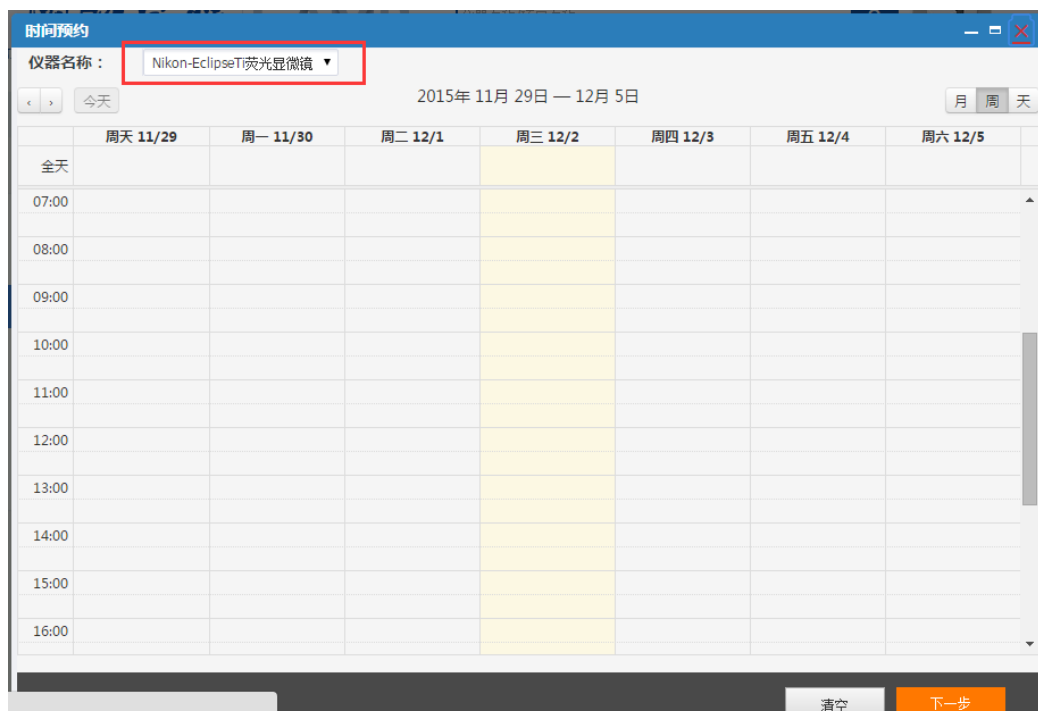 时间预约
仪器名称： Nikon-EclipseTi荧光显微镜
今天 2015年 11月 29日 — 12月 5日 月 周 天
周天 11/29 周一 11/30 周二 12/1 周三 12/2 周四 12/3 周五 12/4 周六 12/5
全天
07:00
08:00
09:00
10:00
11:00
12:00
13:00
14:00
15:00
16:00
清空 下一步